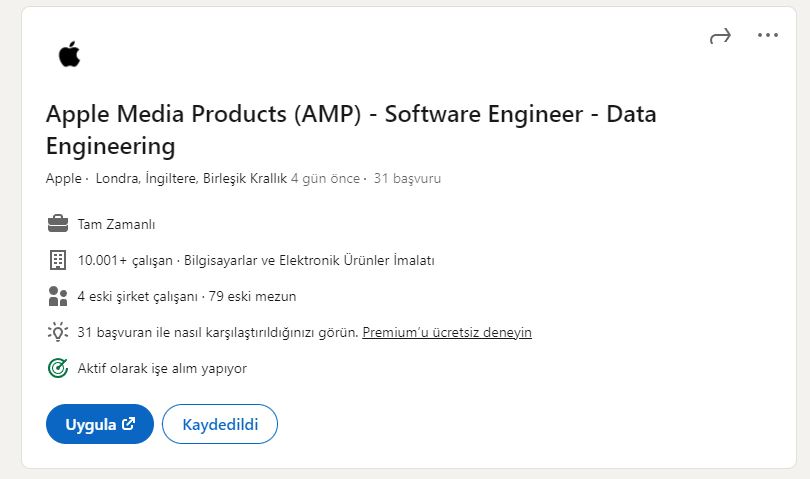 Apple Media Products (AMP) - Software Engineer - Data
Engineering
Apple · Londra, İngiltere, Birleşik Krallık 4 gün önce · 31 başvuru
Tam Zamanlı
10.001+ çalışan · Bilgisayarlar ve Elektronik Ürünler İmalatı
4 eski şirket çalışanı · 79 eski mezun
31 başvuran ile nasıl karşılaştırıldığınızı görün. Premium'u ücretsiz deneyin
Aktif olarak işe alım yapıyor
Uygula Kaydedildi